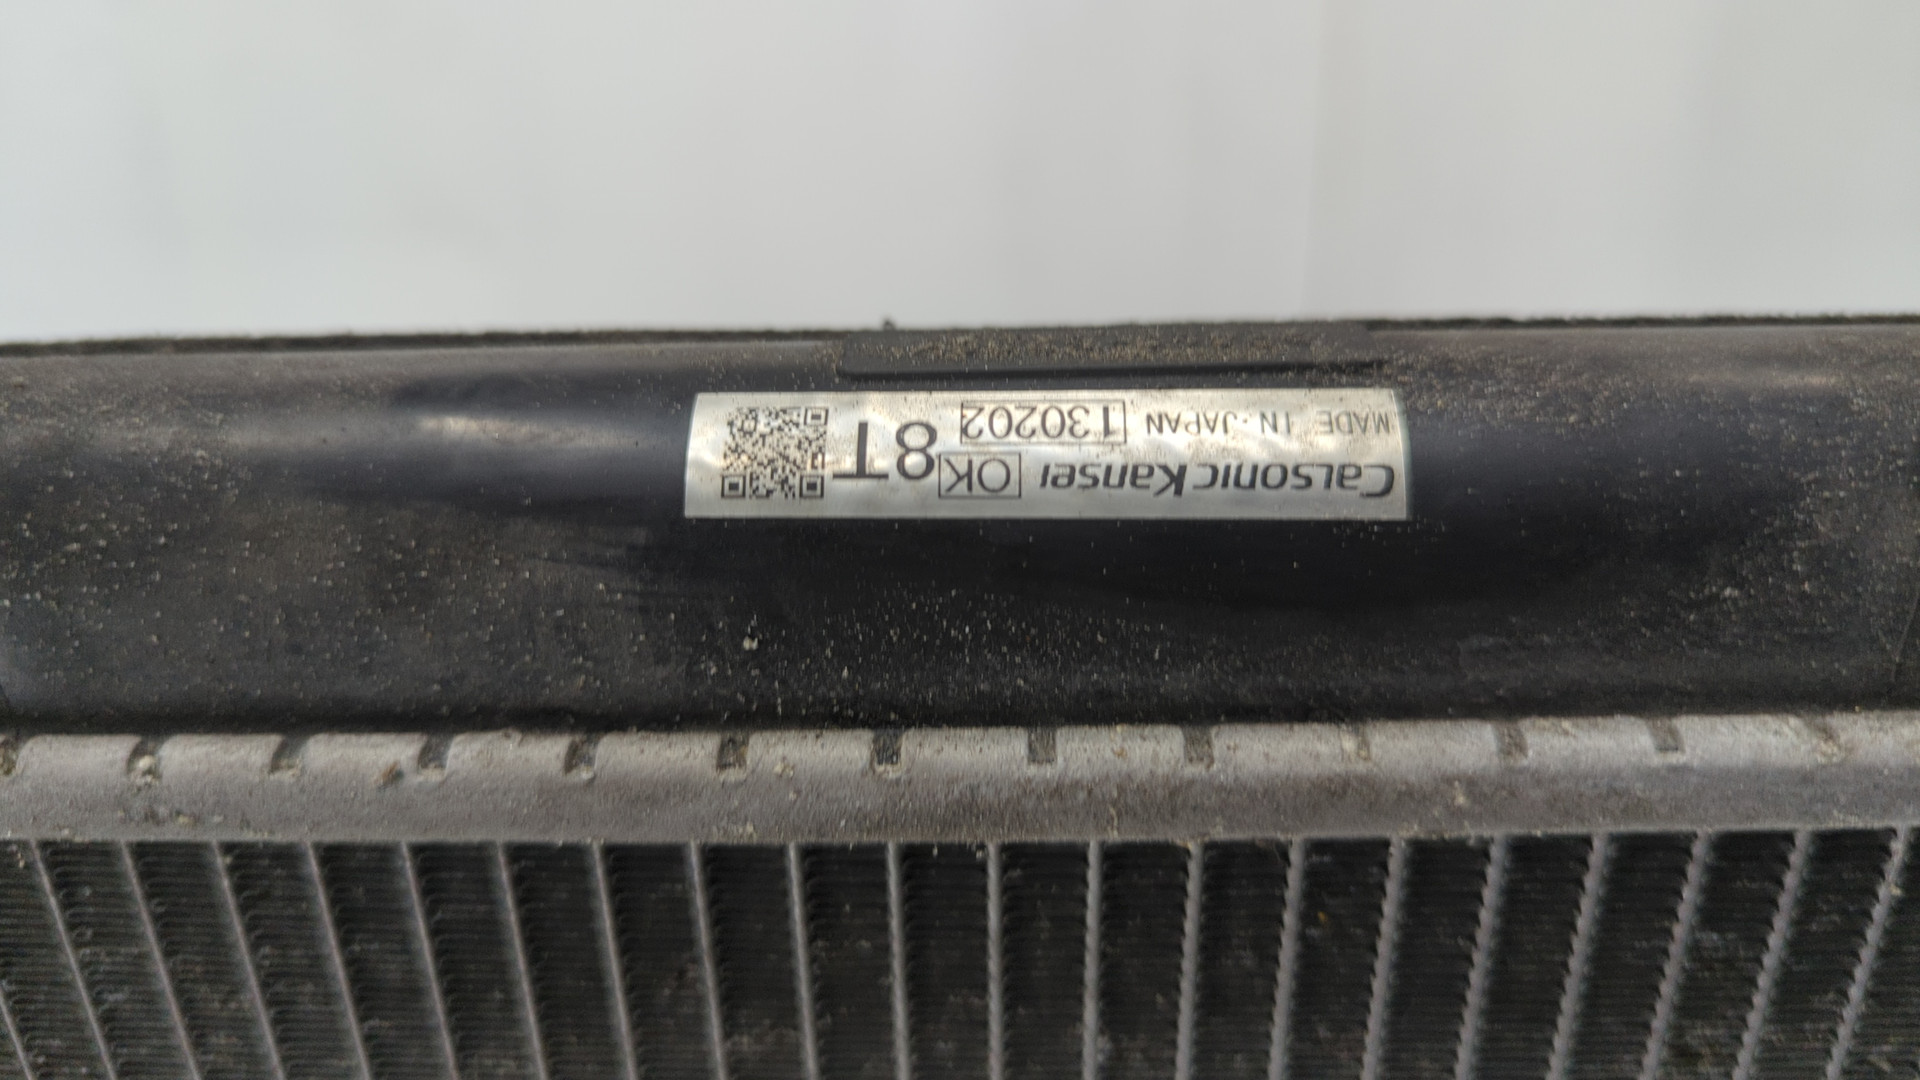 CALSONIC KANSEI OK 8T
MADE IN JAPAN 130202